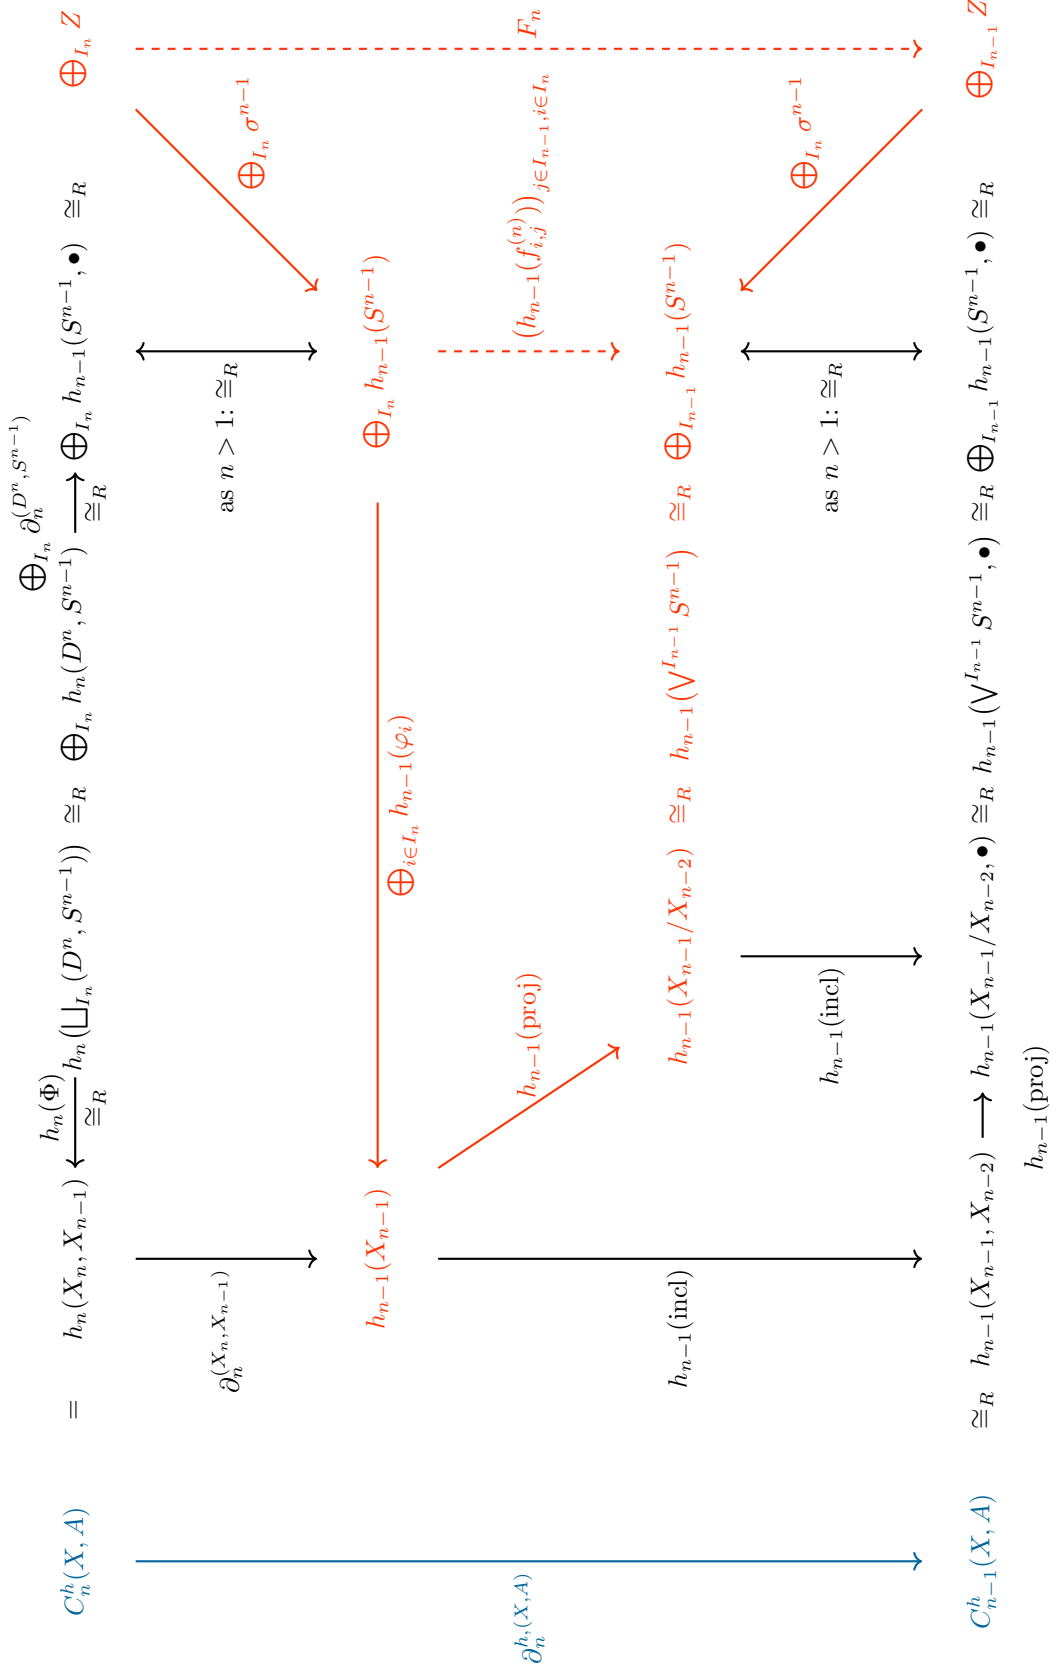 ⨁_{I_n} ∂_n^{(D^n,S^{n−1})}
h_n(Φ)
C_n^h(X, A) = h_n(X_n, X_{n−1}) ⟵ h_n(⨆_{I_n}(D^n, S^{n−1})) ≅_R ⨁_{I_n} h_n(D^n, S^{n−1}) ⟶ ⨁_{I_n} h_{n−1}(S^{n−1}, •) ≅_R ⨁_{I_n} Z
≅_R ≅_R
∂_n^{(X_n,X_{n−1})} as n > 1: ≅_R ⨁_{I_n} σ^{n−1}
h_{n−1}(X_{n−1}) ⨁_{I_n} h_{n−1}(S^{n−1})
⨁_{i∈I_n} h_{n−1}(φ_i)
∂_n^{h,(X,A)} h_{n−1}(proj) (h_{n−1}(f_{i,j}^{(n)}))_{j∈I_{n−1},i∈I_n} F_n
h_{n−1}(incl) h_{n−1}(X_{n−1}/X_{n−2}) ≅_R h_{n−1}(⋁^{I_{n−1}} S^{n−1}) ≅_R ⨁_{I_{n−1}} h_{n−1}(S^{n−1})
h_{n−1}(incl) as n > 1: ≅_R ⨁_{I_n} σ^{n−1}
C_{n−1}^h(X, A) ≅_R h_{n−1}(X_{n−1}, X_{n−2}) ⟶ h_{n−1}(X_{n−1}/X_{n−2}, •) ≅_R h_{n−1}(⋁^{I_{n−1}} S^{n−1}, •) ≅_R ⨁_{I_{n−1}} h_{n−1}(S^{n−1}, •) ≅_R ⨁_{I_{n−1}} Z
h_{n−1}(proj)